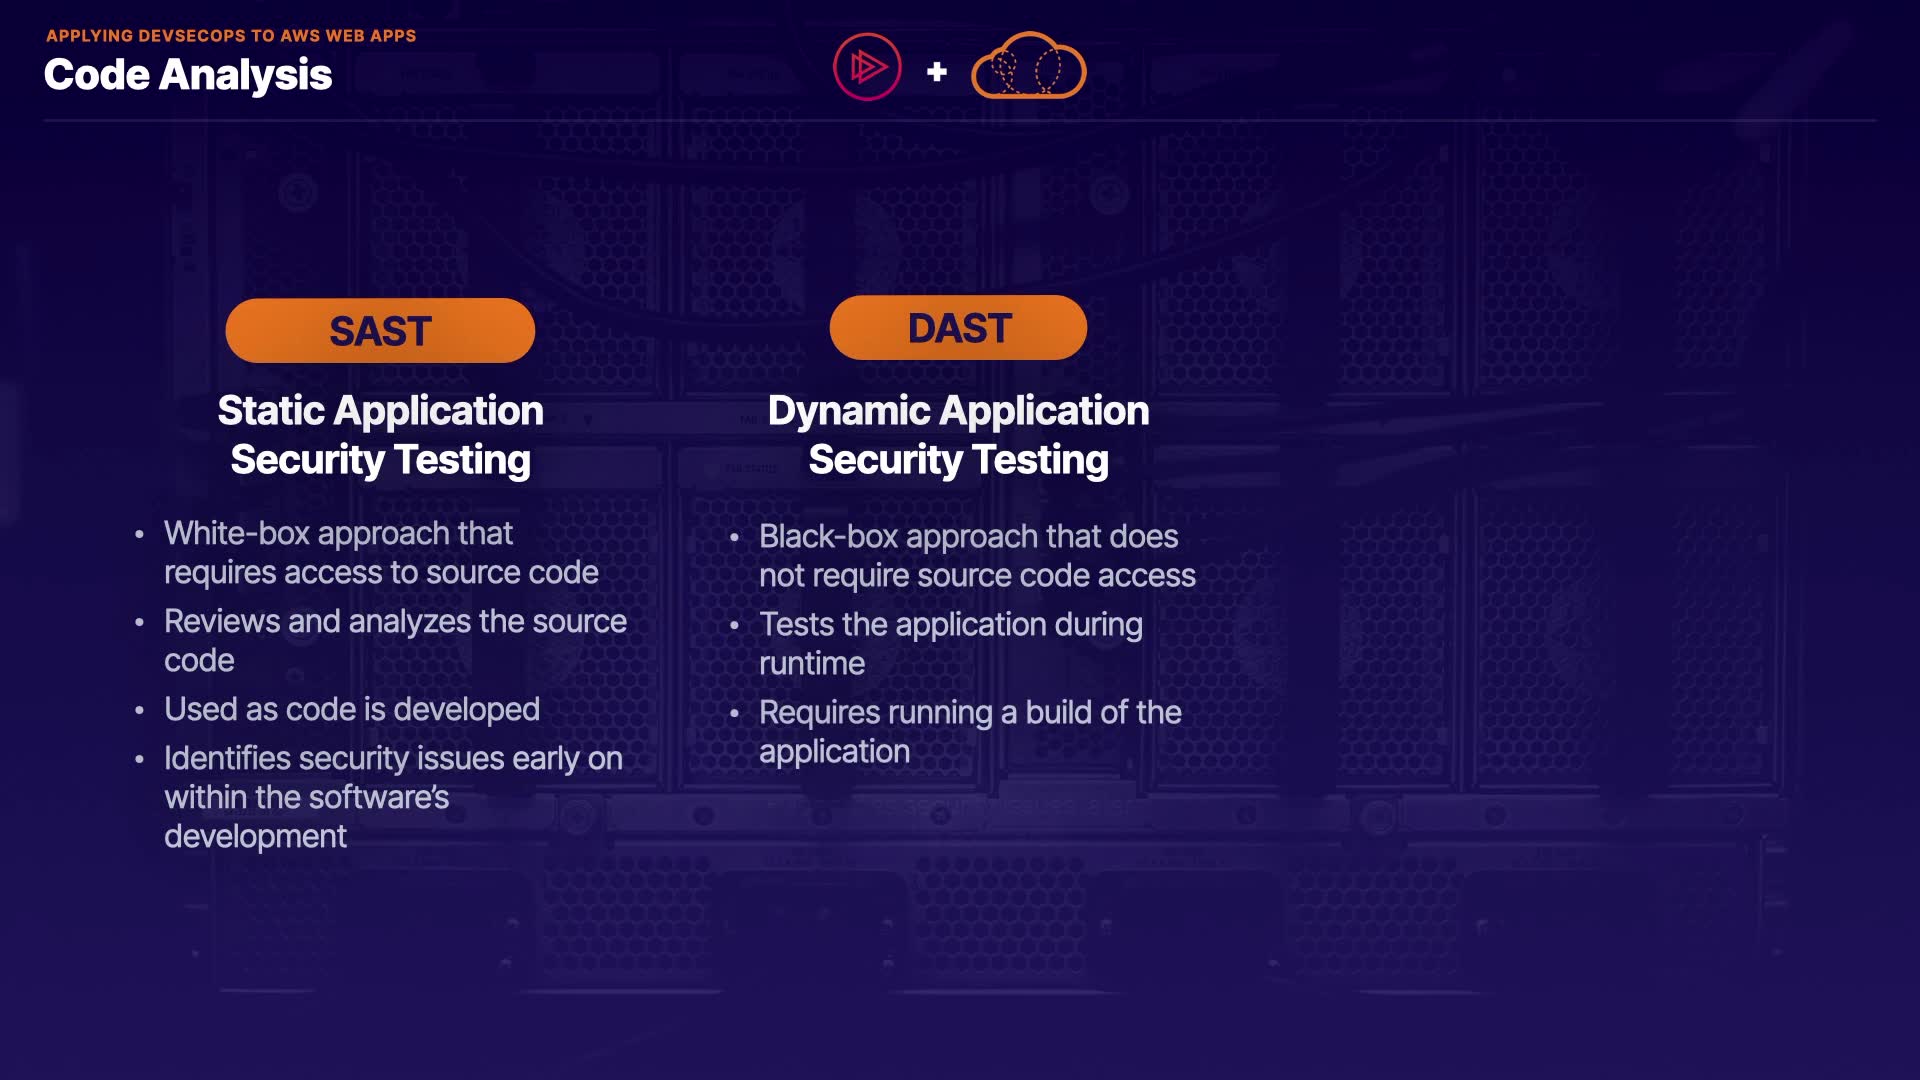 APPLYING DEVSECOPS TO AWS WEB APPS
Code Analysis
+
SAST
Static Application
Security Testing
• White-box approach that
requires access to source code
• Reviews and analyzes the source
code
• Used as code is developed
• Identifies security issues early on
within the software’s
development
DAST
Dynamic Application
Security Testing
• Black-box approach that does
not require source code access
• Tests the application during
runtime
• Requires running a build of the
application